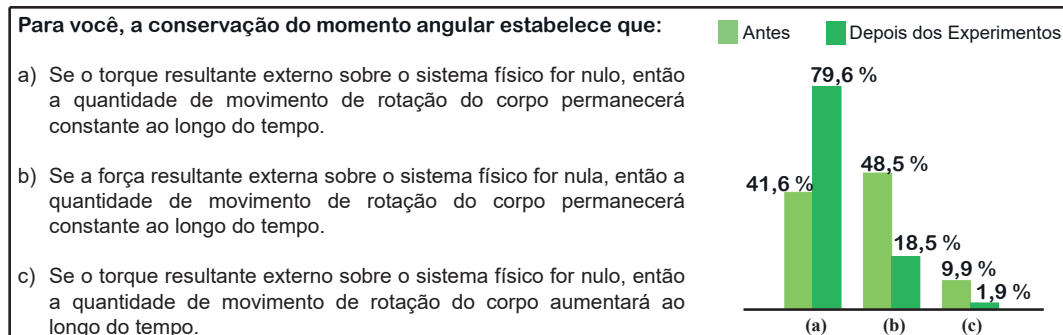 Para você, a conservação do momento angular estabelece que:
a) Se o torque resultante externo sobre o sistema físico for nulo, então
a quantidade de movimento de rotação do corpo permanecerá
constante ao longo do tempo.
b) Se a força resultante externa sobre o sistema físico for nula, então a
quantidade de movimento de rotação do corpo permanecerá
constante ao longo do tempo.
c) Se o torque resultante externo sobre o sistema físico for nulo, então
a quantidade de movimento de rotação do corpo aumentará ao
longo do tempo.
Antes Depois dos Experimentos
79,6 %
41,6 %
48,5 %
18,5 %
9,9 %
1,9 %
(a) (b) (c)